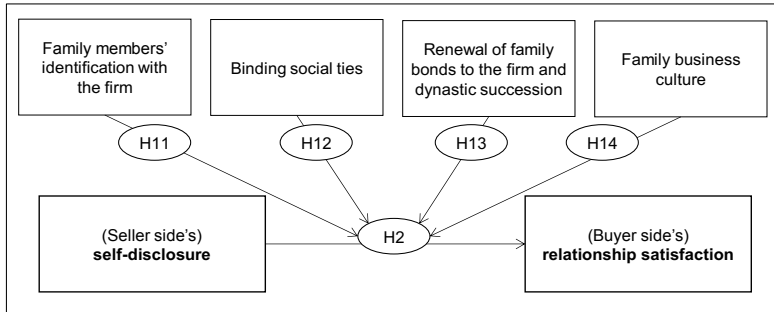 Family members'
identification with
the firm
Binding social ties
Renewal of family
bonds to the firm and
dynastic succession
Family business
culture
H11
H12
H13
H14
(Seller side's)
self-disclosure
H2
(Buyer side's)
relationship satisfaction